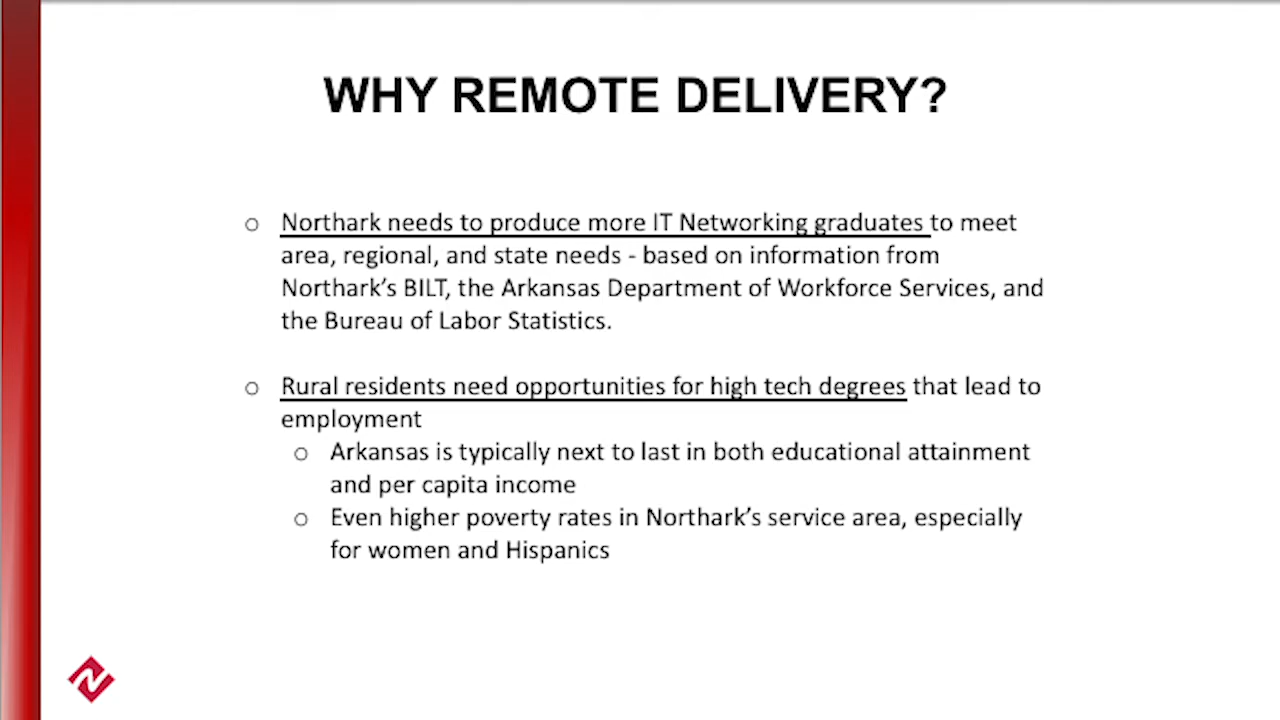 WHY REMOTE DELIVERY?
○ Northark needs to produce more IT Networking graduates to meet
area, regional, and state needs - based on information from
Northark’s BILT, the Arkansas Department of Workforce Services, and
the Bureau of Labor Statistics.
○ Rural residents need opportunities for high tech degrees that lead to
employment
○ Arkansas is typically next to last in both educational attainment
and per capita income
○ Even higher poverty rates in Northark’s service area, especially
for women and Hispanics